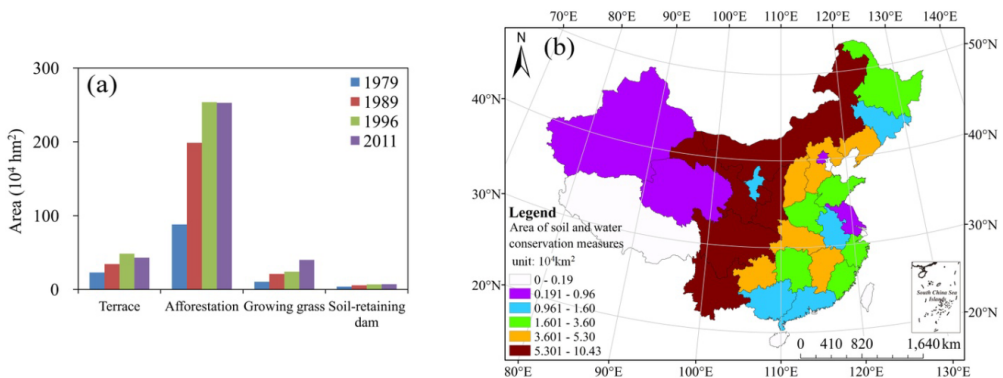 (a)
Area (10⁴ hm²)
300
200
100
0
1979
1989
1996
2011
Terrace
Afforestation
Growing grass
Soil-retaining dam
(b)
N
70°E 80°E 90°E 100°E 110°E 120°E 130°E 140°E
50°N
40°N
30°N
20°N
40°N
30°N
20°N
Legend
Area of soil and water
conservation measures
unit: 10⁴km²
0 - 0.19
0.191 - 0.96
0.961 - 1.60
1.601 - 3.60
3.601 - 5.30
5.301 - 10.43
South China Sea
Islands
0 410 820 1,640 km
80°E 90°E 100°E 110°E 120°E 130°E